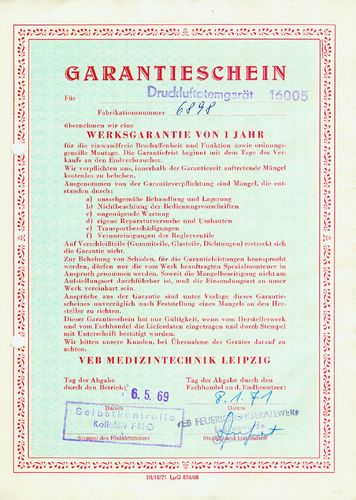 GARANTIESCHEIN
Für Druckluftatemgerät 16005
Fabrikationsnummer 6898
übernehmen wir eine
WERKSGARANTIE VON 1 JAHR
für die einwandfreie Beschaffenheit und Funktion sowie ordnungs-
gemäße Montage. Die Garantiefrist beginnt mit dem Tage des Ver-
kaufs an den Endverbraucher.
Wir verpflichten uns, innerhalb der Garantiezeit auftretende Mängel
kostenlos zu beheben.
Ausgenommen von der Garantieverpflichtung sind Mängel, die ent-
standen durch:
a) unsachgemäße Behandlung und Lagerung
b) Nichtbeachtung der Bedienungsvorschriften
c) ungenügende Wartung
d) eigene Reparaturversuche und Umbauten
e) Transportbeschädigungen
f) Verunreinigungen der Reglerventile
Auf Verschleißteile (Gummiteile, Glasteile, Dichtungen) erstreckt sich
die Garantie nicht.
Zur Behebung von Schäden, für die Garantieleistungen beansprucht
werden, dürfen nur die vom Werk beauftragten Spezialmonteure in
Anspruch genommen werden. Soweit die Mängelbeseitigung nicht am
Aufstellungsort durchführbar ist, muß die Einsendung an unser
Werk vereinbart sein.
Ansprüche aus der Garantie sind unter Vorlage dieses Garantie-
scheines unverzüglich nach Feststellung eines Mangels an den Her-
steller zu richten.
Dieser Garantieschein hat nur Gültigkeit, wenn vom Herstellerwerk
und vom Fachhandel die Lieferdaten eingetragen und durch Stempel
mit Unterschrift bestätigt wurden.
Wir bitten unsere Kunden, bei Übernahme des Gerätes darauf zu
achten.
VEB MEDIZINTECHNIK LEIPZIG
Tag der Abgabe
durch den Betrieb:
6. 5. 69
Datum
Selbstkontrolle
Kollektiv FMG
Tag der Abgabe durch den
Fachhandel an d. Endbenutzer:
8. 1. 71
Datum
VEB FEUERLÖSCHGERÄTEWERK
III/18/71 LpG 876/68